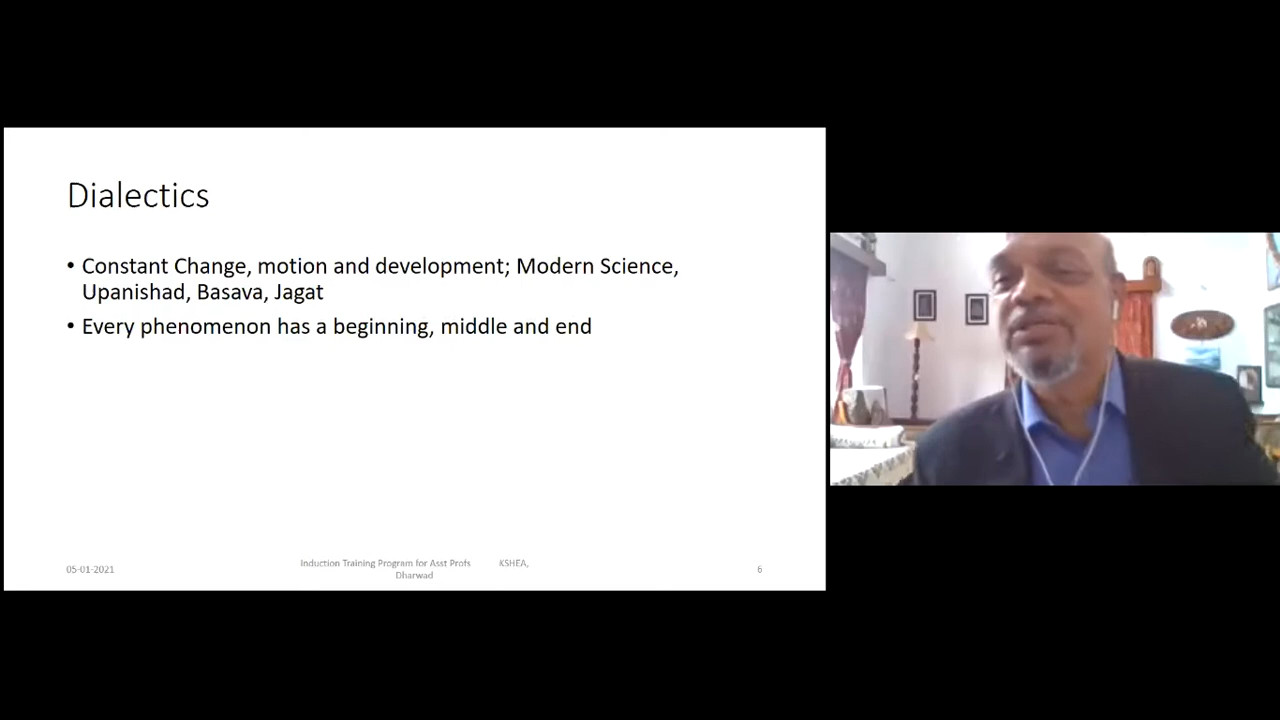 Dialectics
• Constant Change, motion and development; Modern Science,
Upanishad, Basava, Jagat
• Every phenomenon has a beginning, middle and end
05-01-2021
Induction Training Program for Asst Profs KSHEA,
Dharwad
6